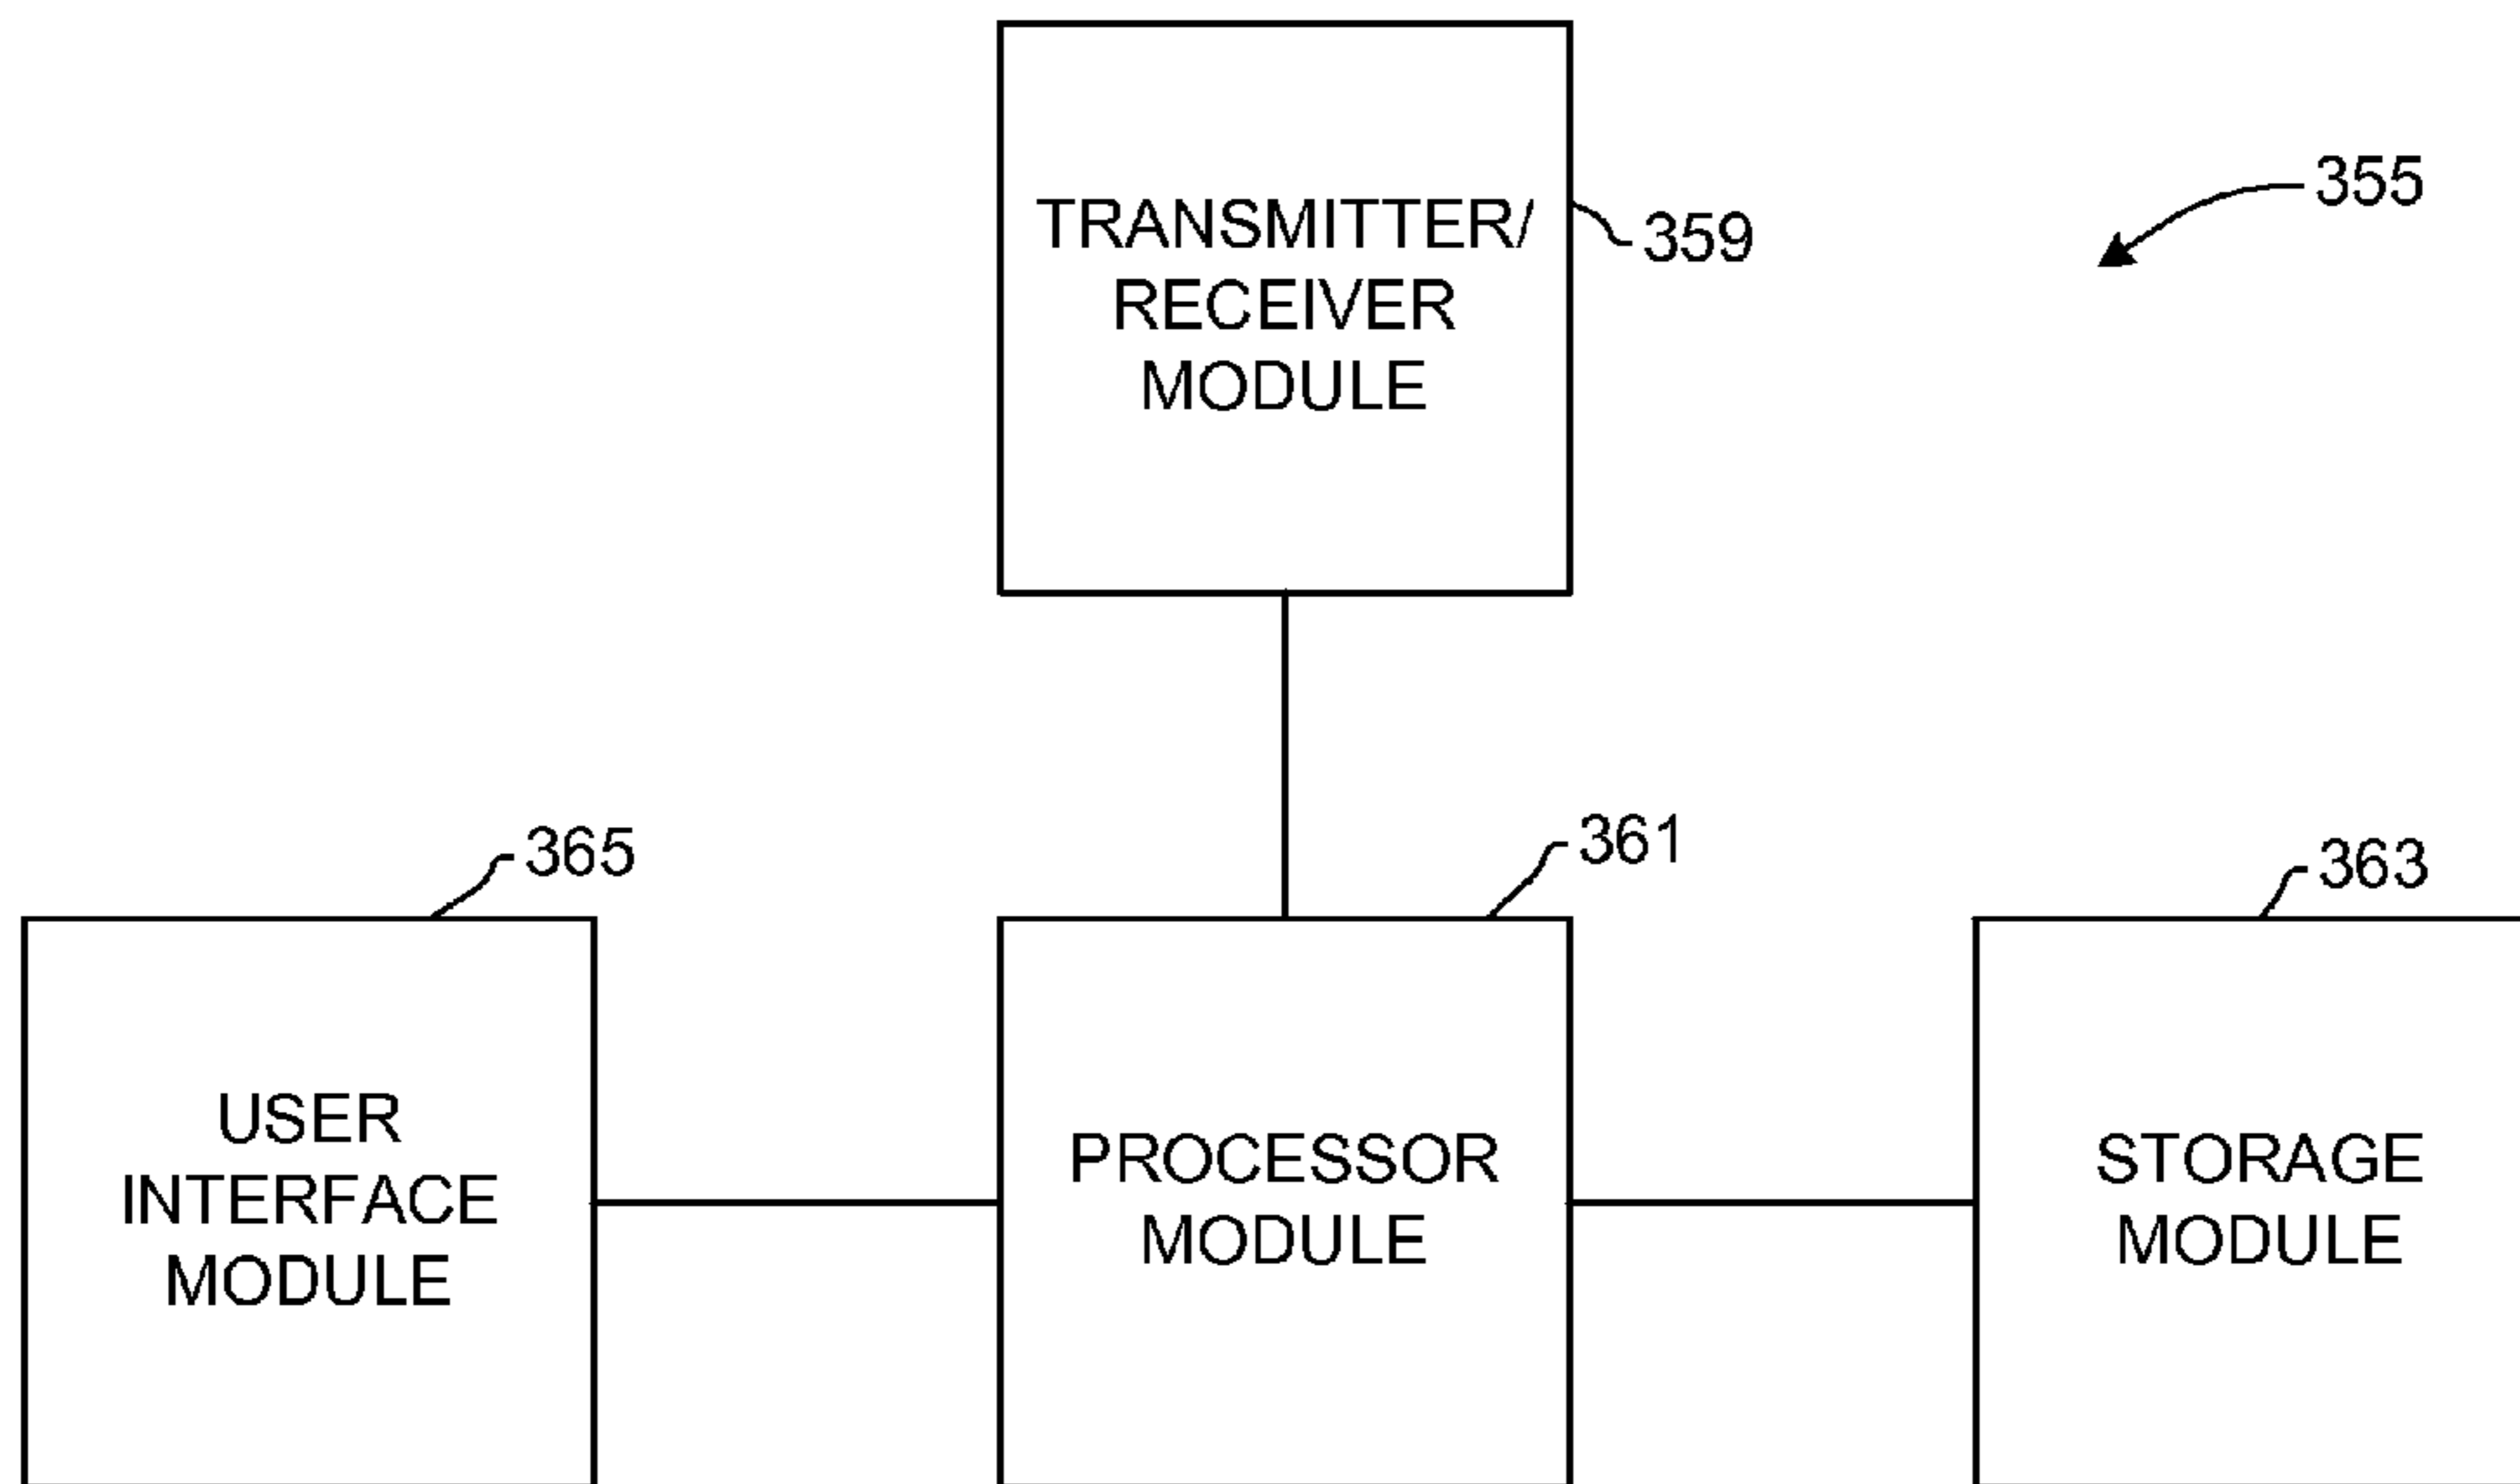 355
TRANSMITTER/
RECEIVER
MODULE
359
365
361
363
USER
INTERFACE
MODULE
PROCESSOR
MODULE
STORAGE
MODULE